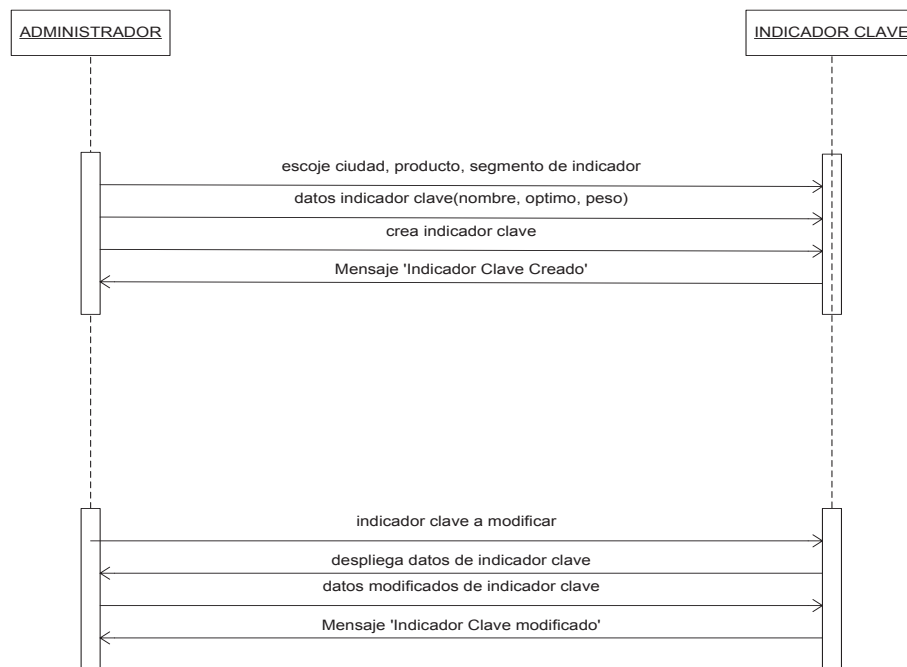 ADMINISTRADOR
INDICADOR CLAVE
escoje ciudad, producto, segmento de indicador
datos indicador clave(nombre, optimo, peso)
crea indicador clave
Mensaje 'Indicador Clave Creado'
indicador clave a modificar
despliega datos de indicador clave
datos modificados de indicador clave
Mensaje 'Indicador Clave modificado'